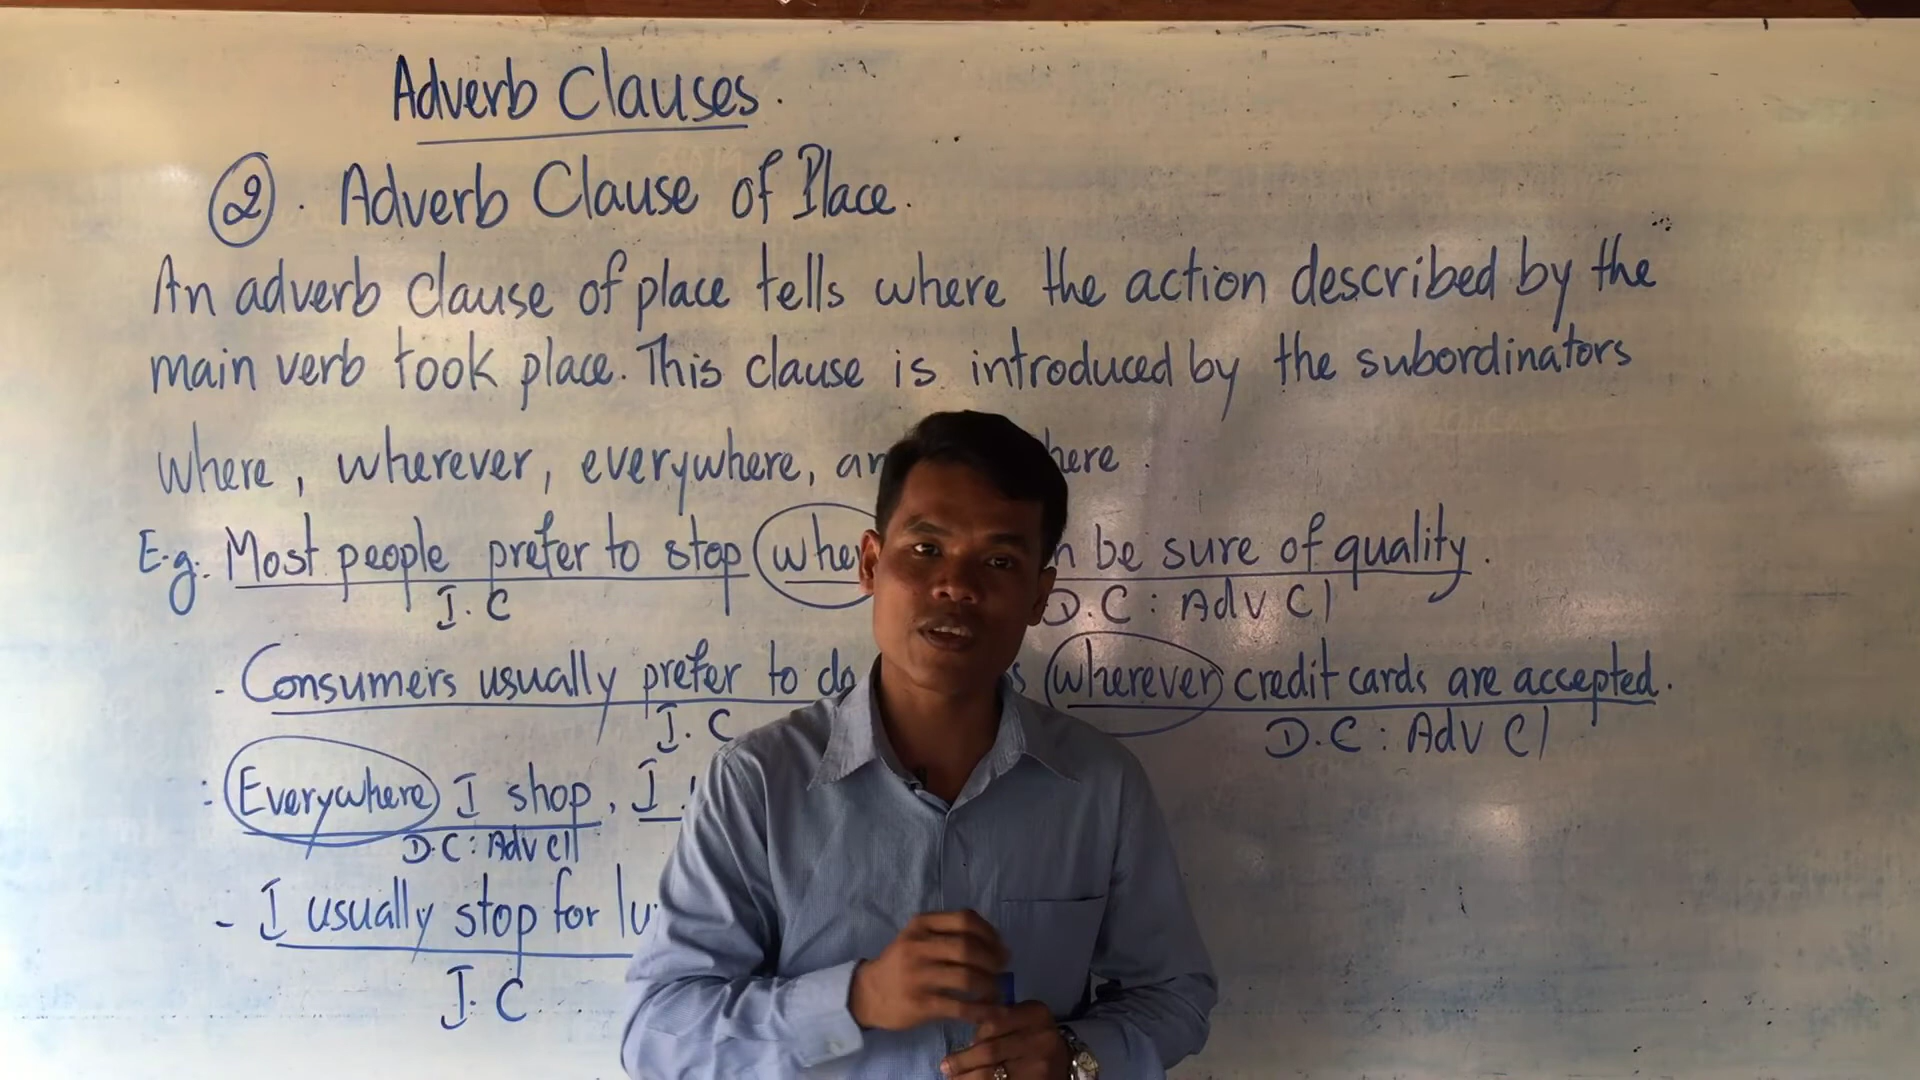 Adverb Clauses.
2. Adverb Clause of Place.
An adverb clause of place tells where the action described by the
main verb took place. This clause is introduced by the subordinators
where, wherever, everywhere,
E.g. Most people prefer to stop be sure of quality.
I.C D.C: Adv Cl
- Consumers usually prefer to wherever credit cards are accepted.
I.C D.C: Adv Cl
: Everywhere I shop, I
D.C: Adv Cl
- I usually stop for
I.C